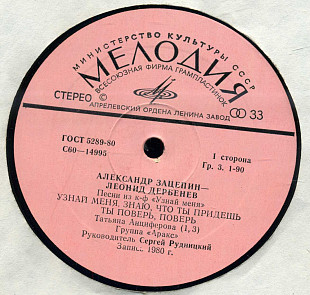 МИНИСТЕРСТВО КУЛЬТУРЫ СССР
МЕЛОДИЯ
ВСЕСОЮЗНАЯ ФИРМА ГРАМПЛАСТИНОК
СТЕРЕО
33
АПРЕЛЕВСКИЙ ОРДЕНА ЛЕНИНА ЗАВОД
ГОСТ 5289-80
С60—14995
1 сторона
Гр. 3. 1-90
АЛЕКСАНДР ЗАЦЕПИН—
ЛЕОНИД ДЕРБЕНЕВ
Песни из к-ф «Узнай меня»
УЗНАЙ МЕНЯ. ЗНАЮ, ЧТО ТЫ ПРИДЕШЬ
ТЫ ПОВЕРЬ, ПОВЕРЬ
Татьяна Анциферова (1, 3)
Группа «Аракс»
Руководитель Сергей Рудницкий
Запись 1980 г.